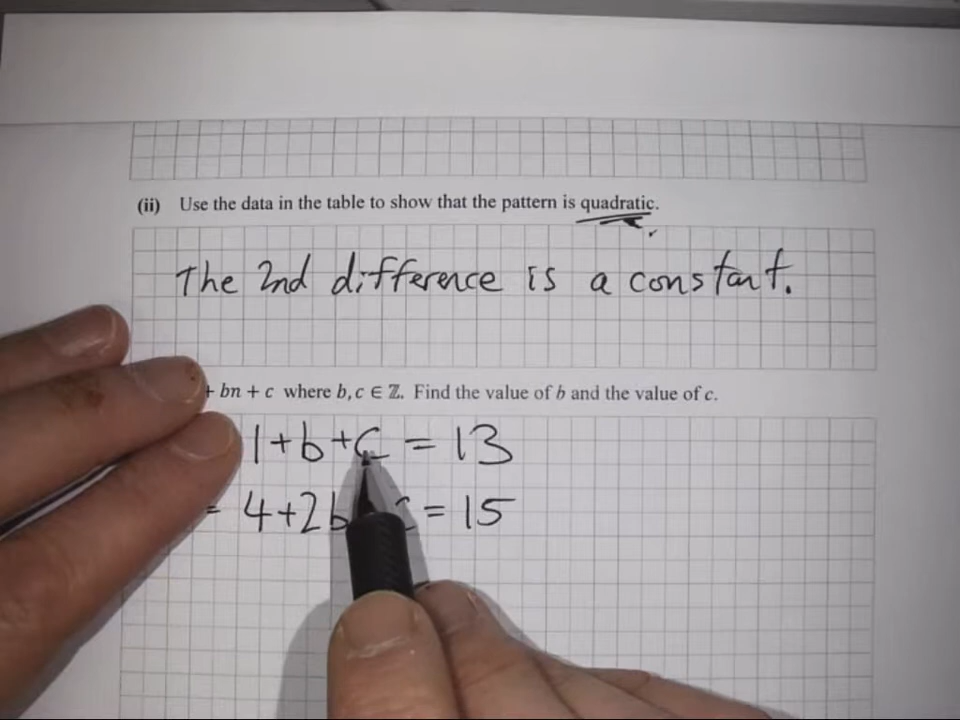 (ii) Use the data in the table to show that the pattern is quadratic.
The 2nd difference is a constant.
+ bn + c where b, c ∈ ℤ. Find the value of b and the value of c.
1+b+c = 13
= 4+2b c = 15